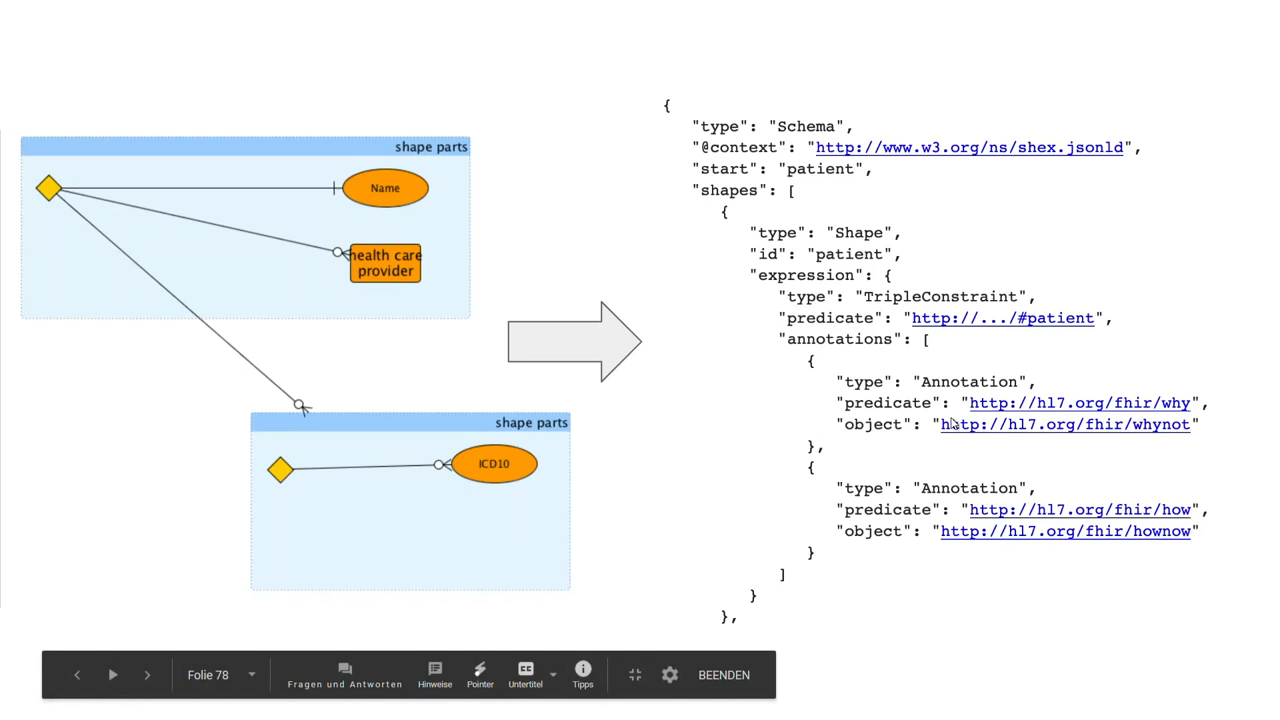 shape parts
Name
health care
provider
shape parts
ICD10
{
"type": "Schema",
"@context": "http://www.w3.org/ns/shex.jsonld",
"start": "patient",
"shapes": [
{
"type": "Shape",
"id": "patient",
"expression": {
"type": "TripleConstraint",
"predicate": "http://.../#patient",
"annotations": [
{
"type": "Annotation",
"predicate": "http://hl7.org/fhir/why",
"object": "http://hl7.org/fhir/whynot"
},
{
"type": "Annotation",
"predicate": "http://hl7.org/fhir/how",
"object": "http://hl7.org/fhir/hownow"
}
]
}
},
Folie 78
Fragen und Antworten
Hinweise
Pointer
CC
Untertitel
Tipps
BEENDEN